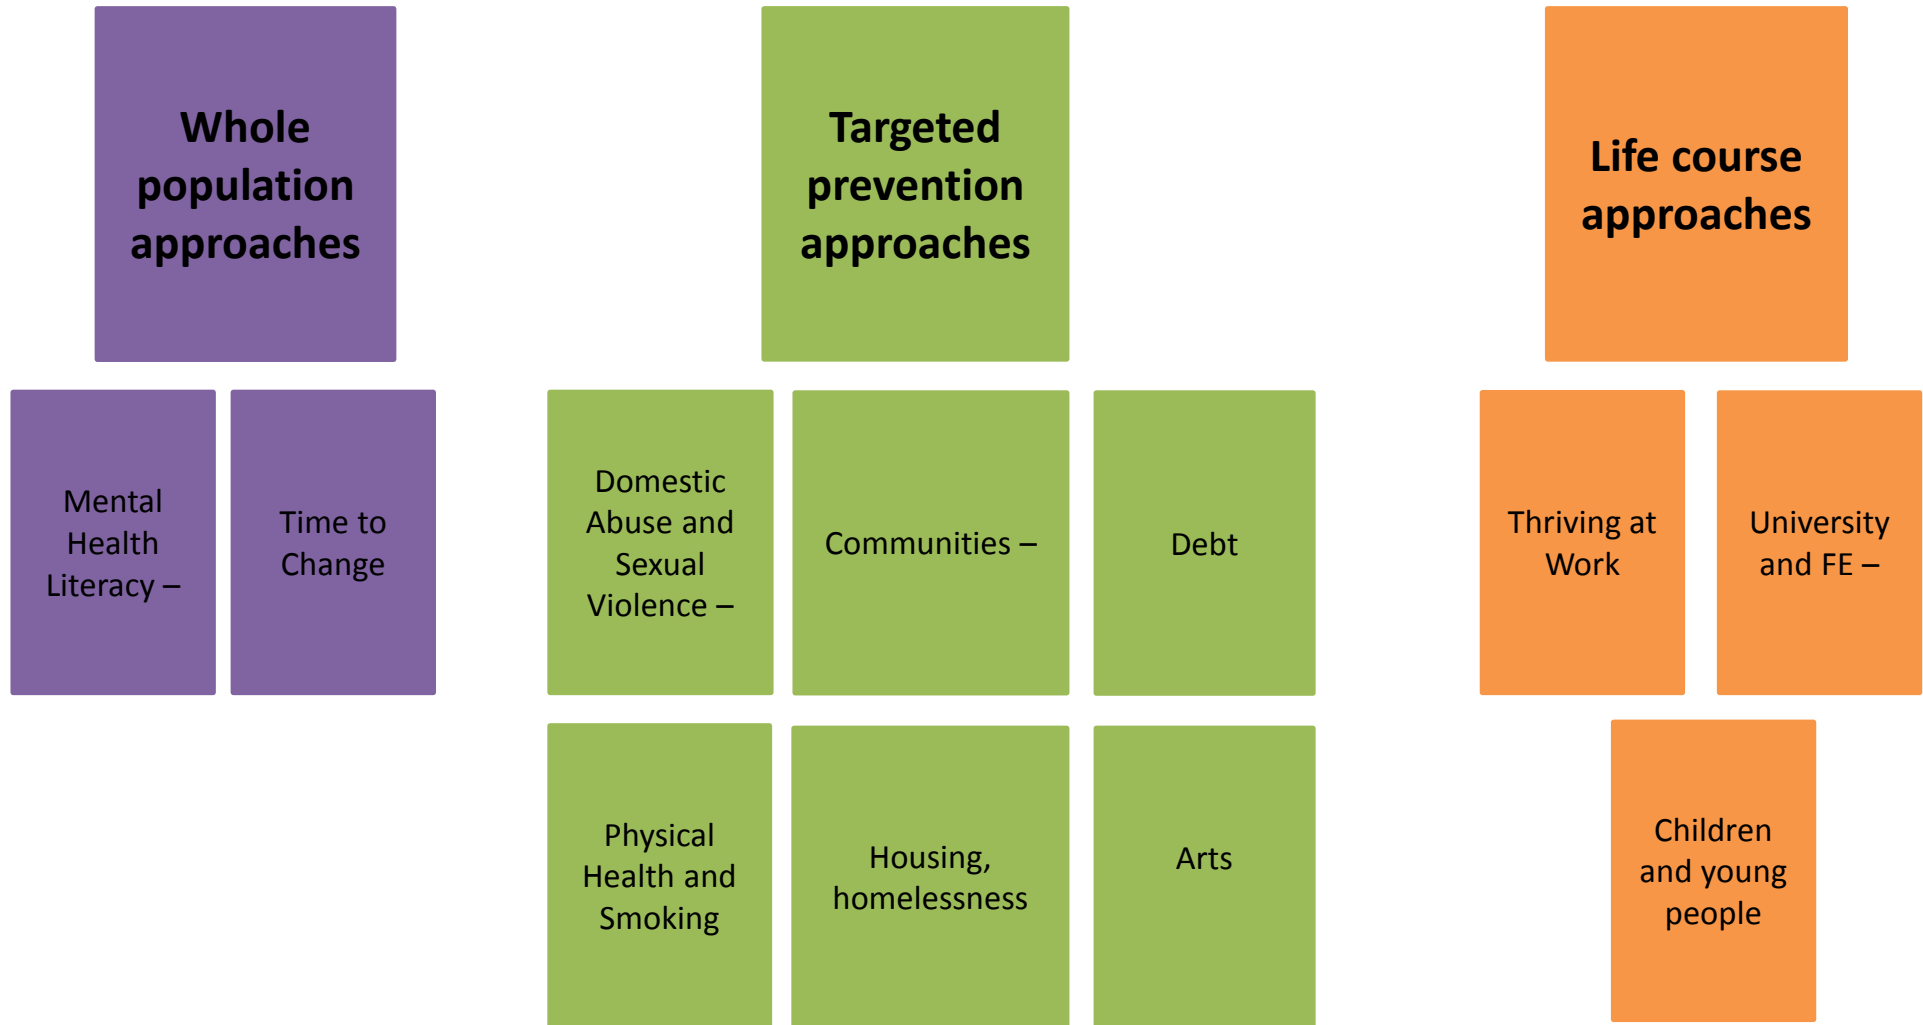 Whole
population
approaches
Targeted
prevention
approaches
Life course
approaches
Mental
Health
Literacy –
Time to
Change
Domestic
Abuse and
Sexual
Violence –
Communities –
Debt
Thriving at
Work
University
and FE –
Physical
Health and
Smoking
Housing,
homelessness
Arts
Children
and young
people